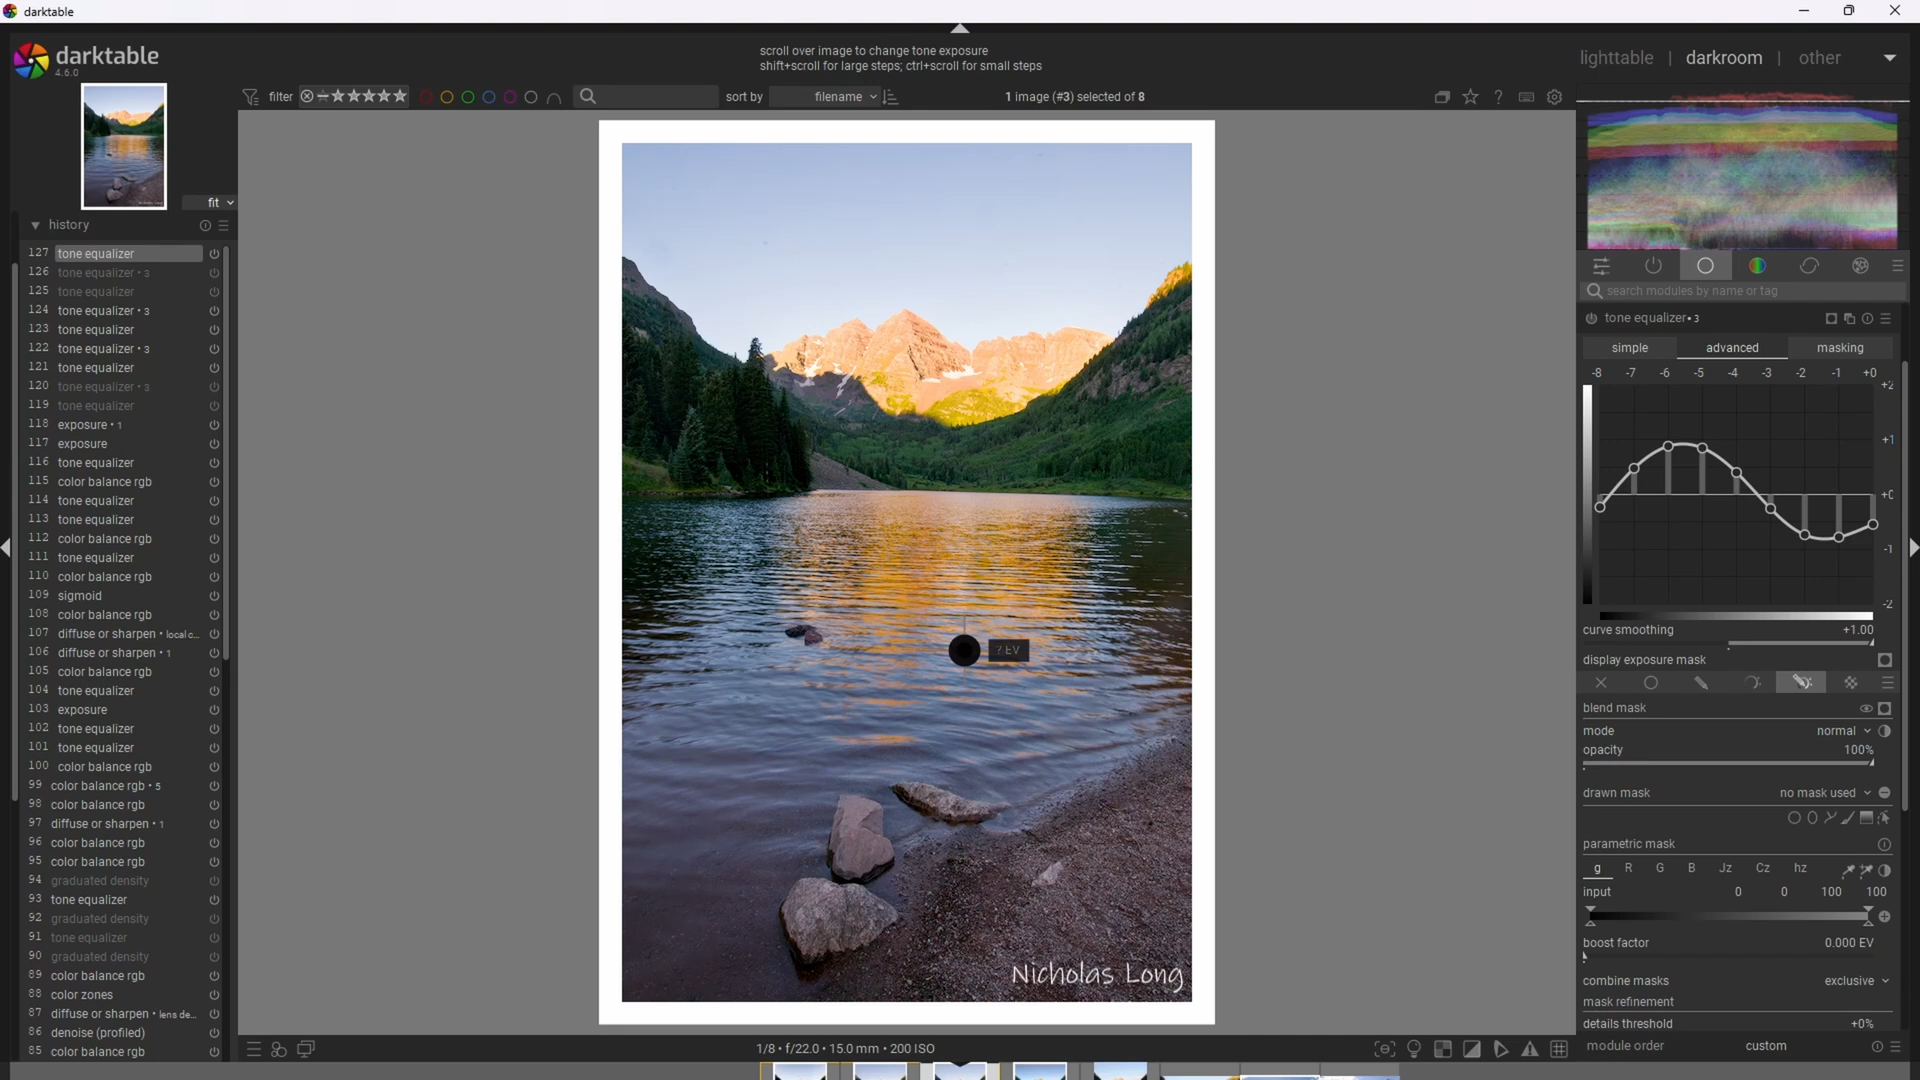 darktable
darktable
4.6.0
scroll over image to change tone exposure
shift+scroll for large steps; ctrl+scroll for small steps
lighttable | darkroom | other
filter
sort by filename
1 image (#3) selected of 8
?
fit
history
127 tone equalizer
126 tone equalizer • 3
125 tone equalizer
124 tone equalizer • 3
123 tone equalizer
122 tone equalizer • 3
121 tone equalizer
120 tone equalizer • 3
119 tone equalizer
118 exposure • 1
117 exposure
116 tone equalizer
115 color balance rgb
114 tone equalizer
113 tone equalizer
112 color balance rgb
111 tone equalizer
110 color balance rgb
109 sigmoid
108 color balance rgb
107 diffuse or sharpen • local c...
106 diffuse or sharpen • 1
105 color balance rgb
104 tone equalizer
103 exposure
102 tone equalizer
101 tone equalizer
100 color balance rgb
99 color balance rgb • 5
98 color balance rgb
97 diffuse or sharpen • 1
96 color balance rgb
95 color balance rgb
94 graduated density
93 tone equalizer
92 graduated density
91 tone equalizer
90 graduated density
89 color balance rgb
88 color zones
87 diffuse or sharpen • lens de...
86 denoise (profiled)
85 color balance rgb
? EV
Nicholas Long
1/8 • f/22.0 • 15.0 mm • 200 ISO
search modules by name or tag
tone equalizer • 3
simple advanced masking
-8 -7 -6 -5 -4 -3 -2 -1 +0
+2
+1
+0
-1
-2
curve smoothing +1.00
display exposure mask
blend mask
mode normal
opacity 100%
drawn mask no mask used
parametric mask
g R G B Jz Cz hz
input 0 0 100 100
boost factor 0.000 EV
combine masks exclusive
mask refinement
details threshold +0%
module order custom